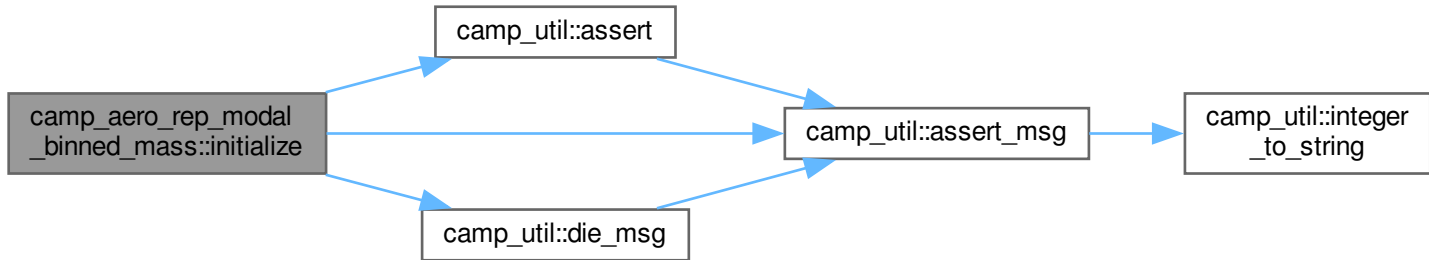 camp_aero_rep_modal
_binned_mass::initialize
camp_util::assert
camp_util::die_msg
camp_util::assert_msg
camp_util::integer
_to_string